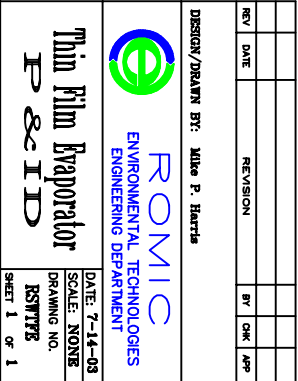 REV DATE REVISION BY CHK APP
DESIGN/DRAWN BY: Mike P. Harris
ROMIC
ENVIRONMENTAL TECHNOLOGIES
ENGINEERING DEPARTMENT
Thin Film Evaporator
P & I D
DATE: 7-14-03
SCALE: NONE
DRAWING NO.
RSWTFE
SHEET 1 OF 1